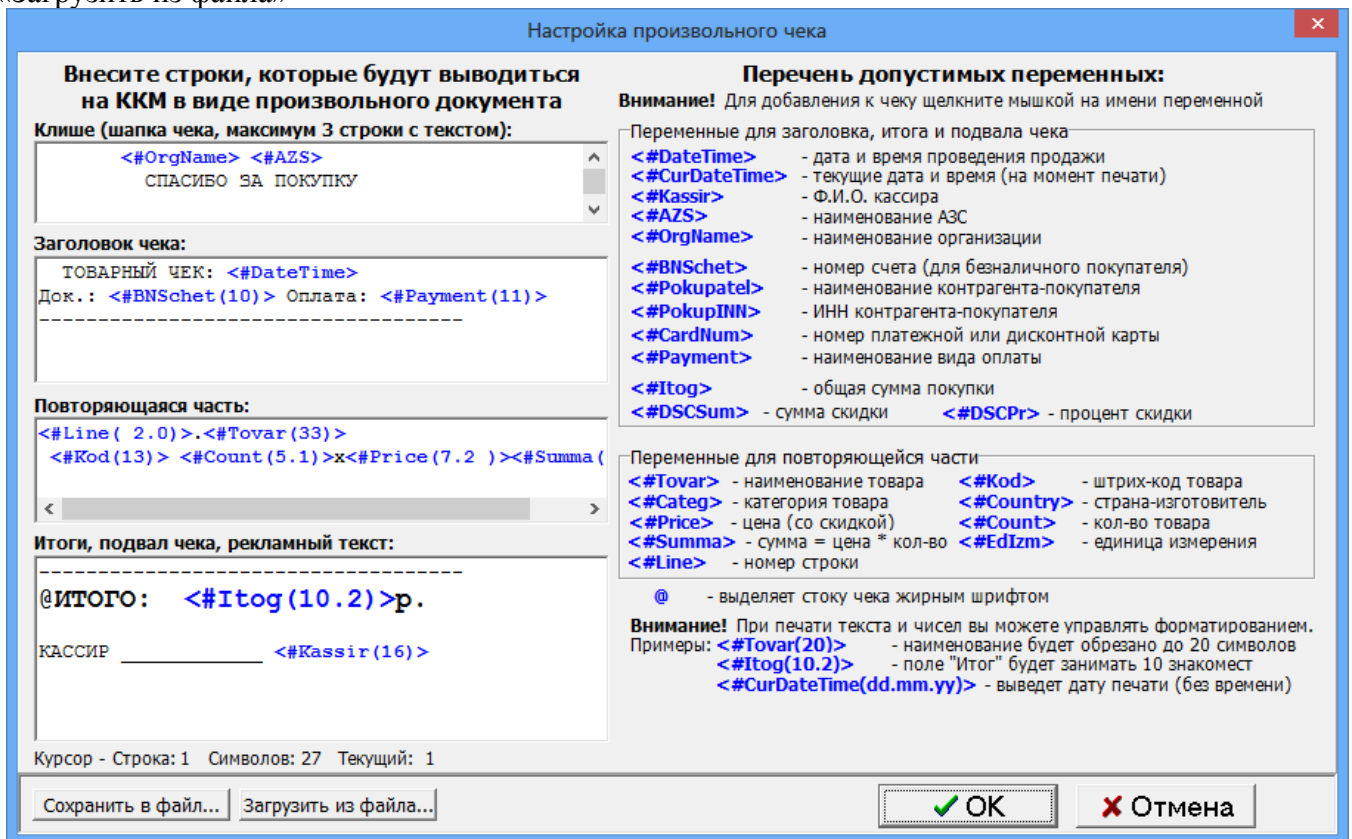 «Загрузить из файла»
Настройка произвольного чека
Внесите строки, которые будут выводиться
на ККМ в виде произвольного документа
Клише (шапка чека, максимум 3 строки с текстом):
<#OrgName> <#AZS>
СПАСИБО ЗА ПОКУПКУ
Заголовок чека:
ТОВАРНЫЙ ЧЕК: <#DateTime>
Док.: <#BNSchet(10)> Оплата: <#Payment(11)>
------------------------------------
Повторяющаяся часть:
<#Line( 2.0)>.<#Tovar(33)>
<#Kod(13)> <#Count(5.1)>x<#Price(7.2 )><#Summa(
Итоги, подвал чека, рекламный текст:
------------------------------------
@ИТОГО: <#Itog(10.2)>р.
КАССИР ____________ <#Kassir(16)>
Курсор - Строка: 1 Символов: 27 Текущий: 1
Перечень допустимых переменных:
Внимание! Для добавления к чеку щелкните мышкой на имени переменной
Переменные для заголовка, итога и подвала чека
<#DateTime> - дата и время проведения продажи
<#CurDateTime> - текущие дата и время (на момент печати)
<#Kassir> - Ф.И.О. кассира
<#AZS> - наименование АЗС
<#OrgName> - наименование организации
<#BNSchet> - номер счета (для безналичного покупателя)
<#Pokupatel> - наименование контрагента-покупателя
<#PokupINN> - ИНН контрагента-покупателя
<#CardNum> - номер платежной или дисконтной карты
<#Payment> - наименование вида оплаты
<#Itog> - общая сумма покупки
<#DSCSum> - сумма скидки <#DSCPr> - процент скидки
Переменные для повторяющейся части
<#Tovar> - наименование товара <#Kod> - штрих-код товара
<#Categ> - категория товара <#Country> - страна-изготовитель
<#Price> - цена (со скидкой) <#Count> - кол-во товара
<#Summa> - сумма = цена * кол-во <#EdIzm> - единица измерения
<#Line> - номер строки
@ - выделяет стоку чека жирным шрифтом
Внимание! При печати текста и чисел вы можете управлять форматированием.
Примеры: <#Tovar(20)> - наименование будет обрезано до 20 символов
<#Itog(10.2)> - поле "Итог" будет занимать 10 знакомест
<#CurDateTime(dd.mm.yy)> - выведет дату печати (без времени)
Сохранить в файл... Загрузить из файла... OK Отмена